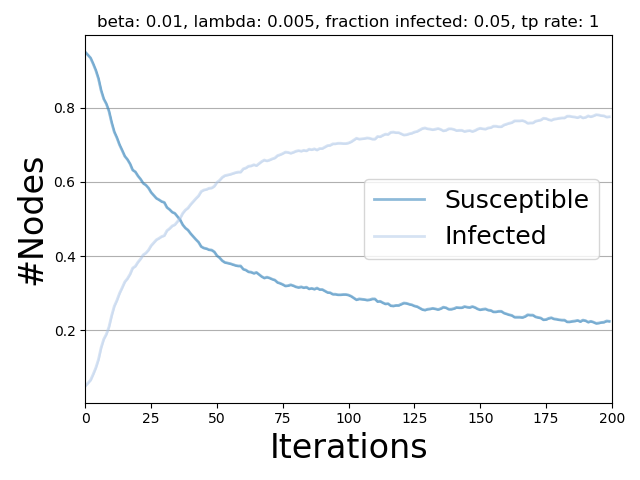 beta: 0.01, lambda: 0.005, fraction infected: 0.05, tp rate: 1
0.8
0.6
0.4
0.2
#Nodes
Susceptible
Infected
0 25 50 75 100 125 150 175 200
Iterations